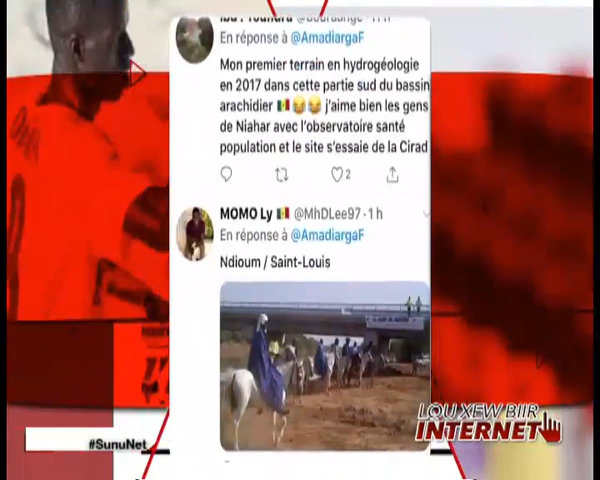 En réponse à @AmadiargaF
Mon premier terrain en hydrogéologie
en 2017 dans cette partie sud du bassin
arachidier 🇸🇳😂😂 j'aime bien les gens
de Niahar avec l'observatoire santé
population et le site s'essaie de la Cirad
2
MOMO Ly 🇸🇳 @MhDLee97 · 1 h
En réponse à @AmadiargaF
Ndioum / Saint-Louis
LOU XEW BIIR
INTERNET
#SunuNet